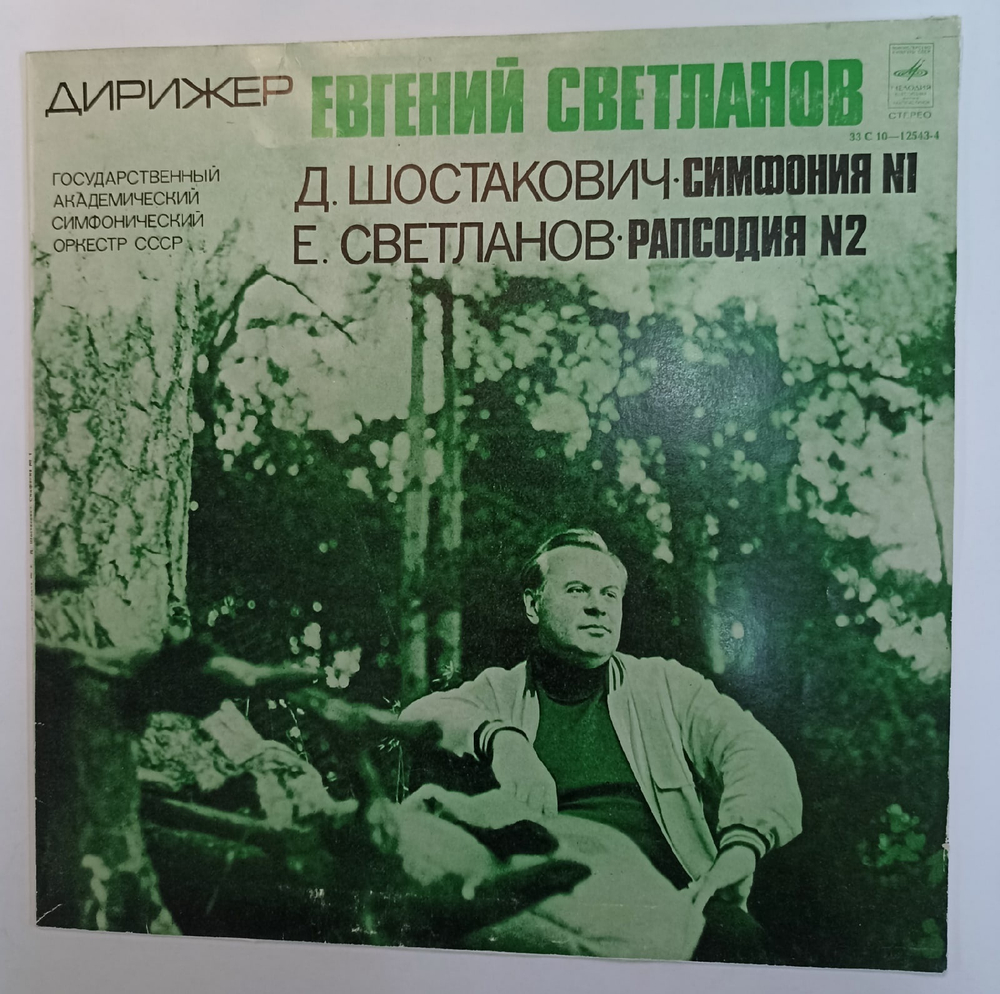 ДИРИЖЕР ЕВГЕНИЙ СВЕТЛАНОВ
МЕЛОДИЯ
СТЕРЕО
33 С 10—12543-4
ГОСУДАРСТВЕННЫЙ
АКАДЕМИЧЕСКИЙ
СИМФОНИЧЕСКИЙ
ОРКЕСТР СССР
Д. ШОСТАКОВИЧ·СИМФОНИЯ N1
Е. СВЕТЛАНОВ·РАПСОДИЯ N2